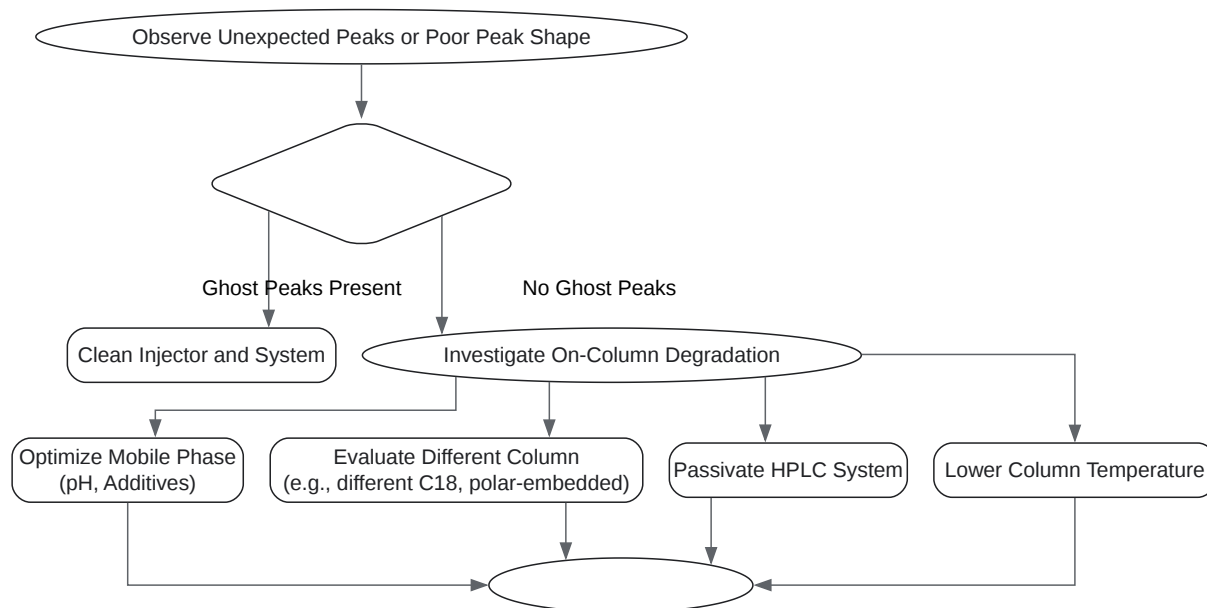 Observe Unexpected Peaks or Poor Peak Shape
Ghost Peaks Present
No Ghost Peaks
Clean Injector and System
Investigate On-Column Degradation
Optimize Mobile Phase
(pH, Additives)
Evaluate Different Column
(e.g., different C18, polar-embedded)
Passivate HPLC System
Lower Column Temperature